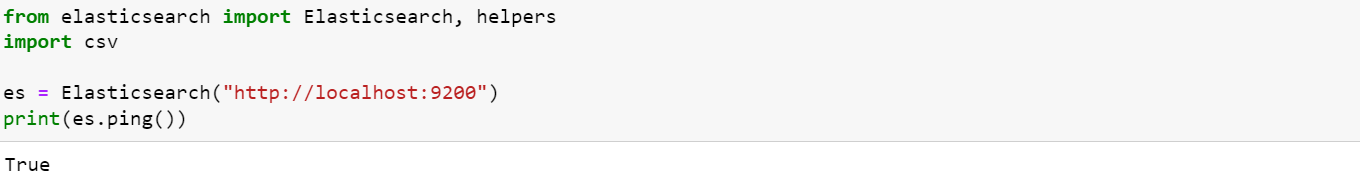 from elasticsearch import Elasticsearch, helpers
import csv
es = Elasticsearch("http://localhost:9200")
print(es.ping())
True